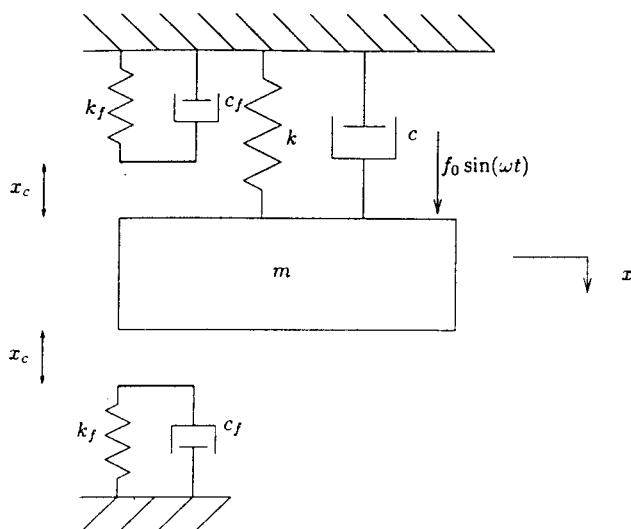 k_f
c_f
k
c
f_0 sin(ωt)
x_c
m
x
x_c
k_f
c_f